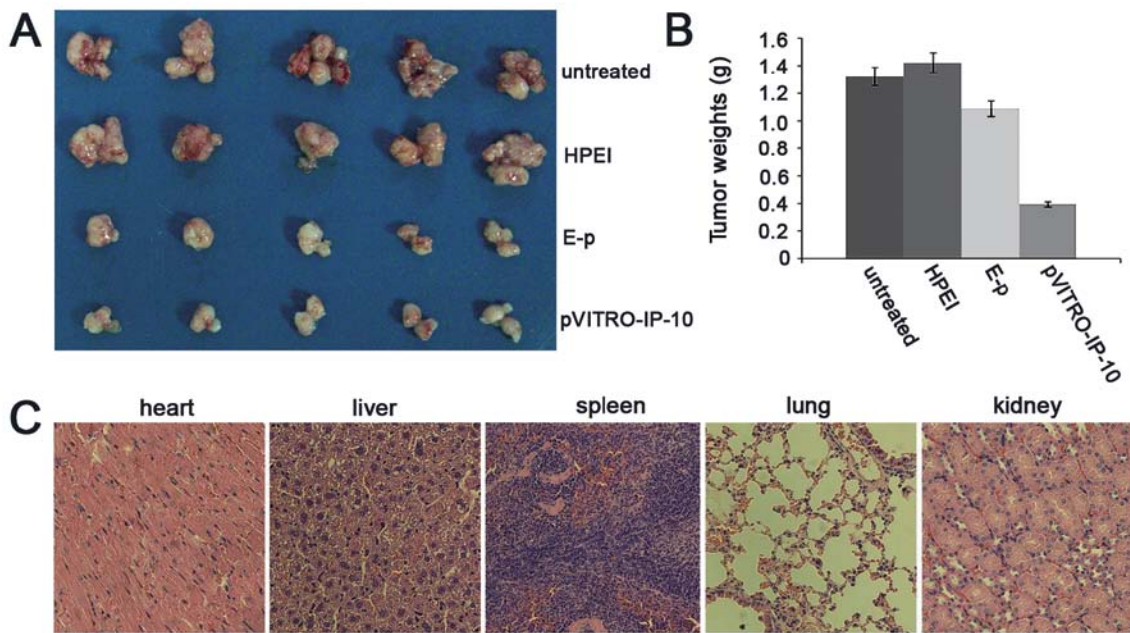 A
untreated
HPEI
E-p
pVITRO-IP-10
B
Tumor weights (g)
1.6
1.4
1.2
1.0
0.8
0.6
0.4
0.2
0
untreated
HPEI
E-p
pVITRO-IP-10
C
heart
liver
spleen
lung
kidney